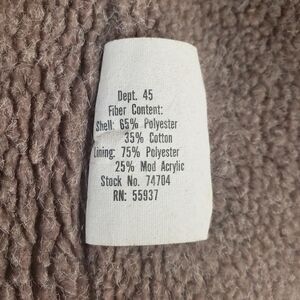 Dept. 45
Fiber Content:
Shell: 65% Polyester
35% Cotton
Lining: 75% Polyester
25% Mod Acrylic
Stock No. 74704
RN: 55937